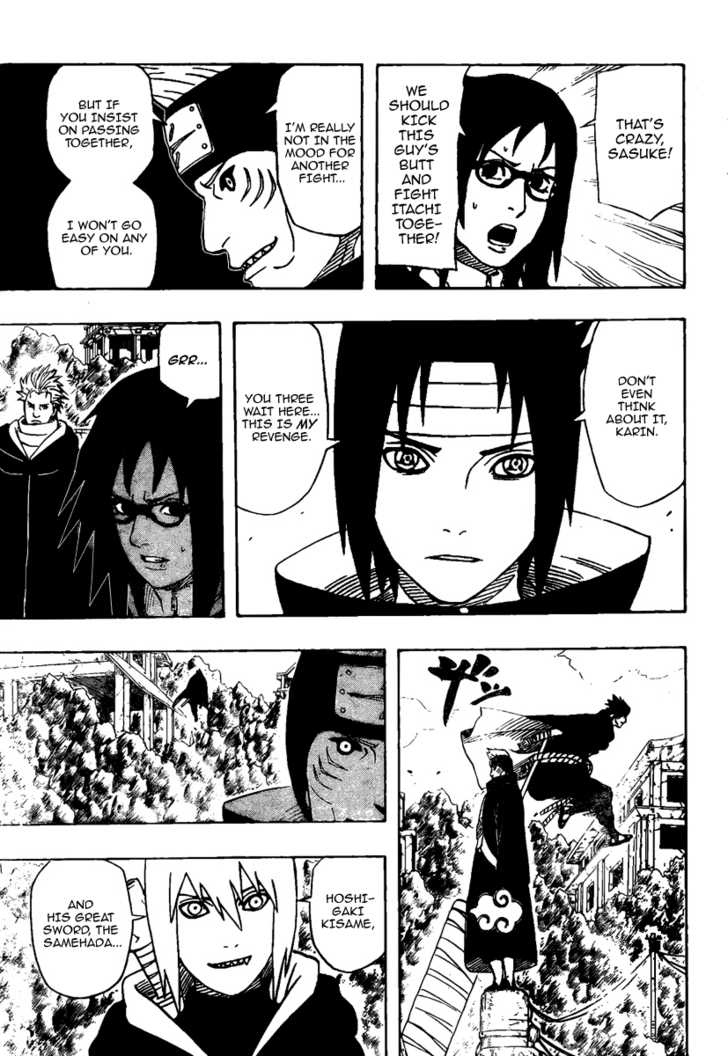 THAT'S
CRAZY,
SASUKE!
WE
SHOULD
KICK
THIS
GUY'S
BUTT
AND
FIGHT
ITACHI
TOGE-
THER!
I'M REALLY
NOT IN THE
MOOD FOR
ANOTHER
FIGHT...
BUT IF
YOU INSIST
ON PASSING
TOGETHER,
I WON'T GO
EASY ON ANY
OF YOU.
DON'T
EVEN
THINK
ABOUT IT,
KARIN.
YOU THREE
WAIT HERE...
THIS IS MY
REVENGE.
GRR...
ザッ
HOSHI-
GAKI
KISAME,
AND
HIS GREAT
SWORD, THE
SAMEHADA...